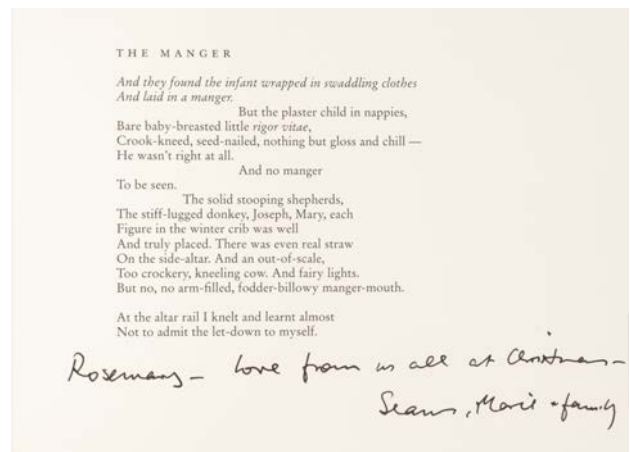 THE MANGER
And they found the infant wrapped in swaddling clothes
And laid in a manger.
But the plaster child in nappies,
Bare baby-breasted little rigor vitae,
Crook-kneed, seed-nailed, nothing but gloss and chill —
He wasn't right at all.
And no manger
To be seen.
The solid stooping shepherds,
The stiff-lugged donkey, Joseph, Mary, each
Figure in the winter crib was well
And truly placed. There was even real straw
On the side-altar. And an out-of-scale,
Too crockery, kneeling cow. And fairy lights.
But no, no arm-filled, fodder-billowy manger-mouth.
At the altar rail I knelt and learnt almost
Not to admit the let-down to myself.
Rosemary — love from us all at Christmas —
Seamus, Marie + family